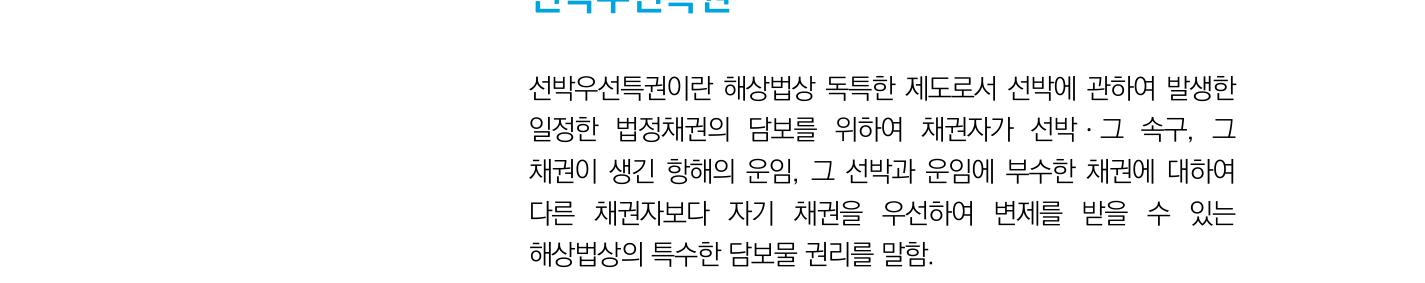 선박우선특권이란 해상법상 독특한 제도로서 선박에 관하여 발생한
일정한 법정채권의 담보를 위하여 채권자가 선박·그 속구, 그
채권이 생긴 항해의 운임, 그 선박과 운임에 부수한 채권에 대하여
다른 채권자보다 자기 채권을 우선하여 변제를 받을 수 있는
해상법상의 특수한 담보물 권리를 말함.